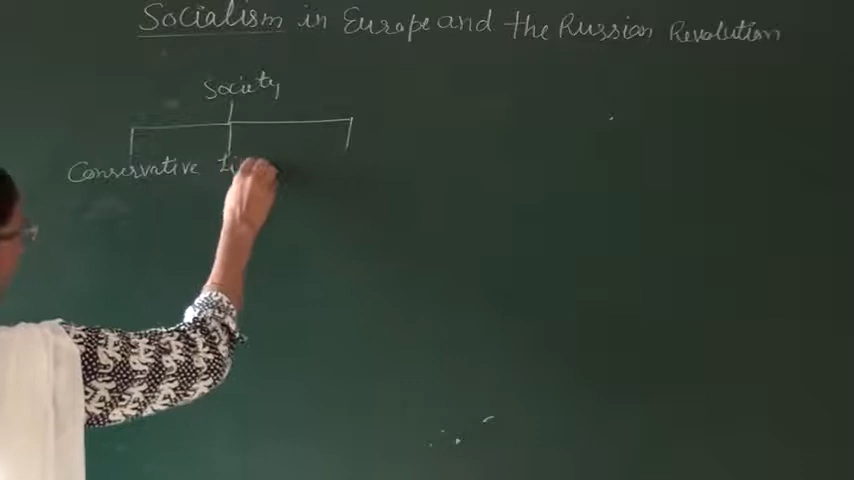 Socialism in Europe and the Russian Revolution
Society
Conservative Li